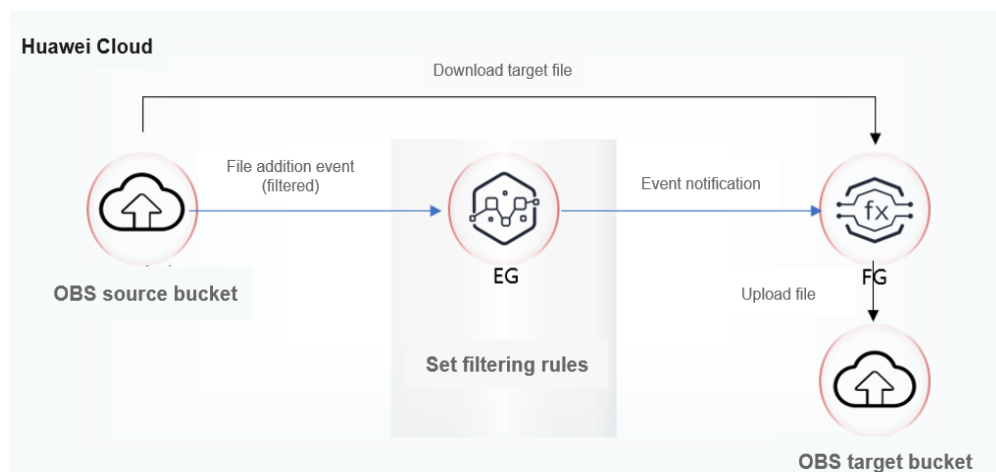 Huawei Cloud
Download target file
File addition event
(filtered)
Event notification
fx
EG
FG
OBS source bucket
Upload file
Set filtering rules
OBS target bucket